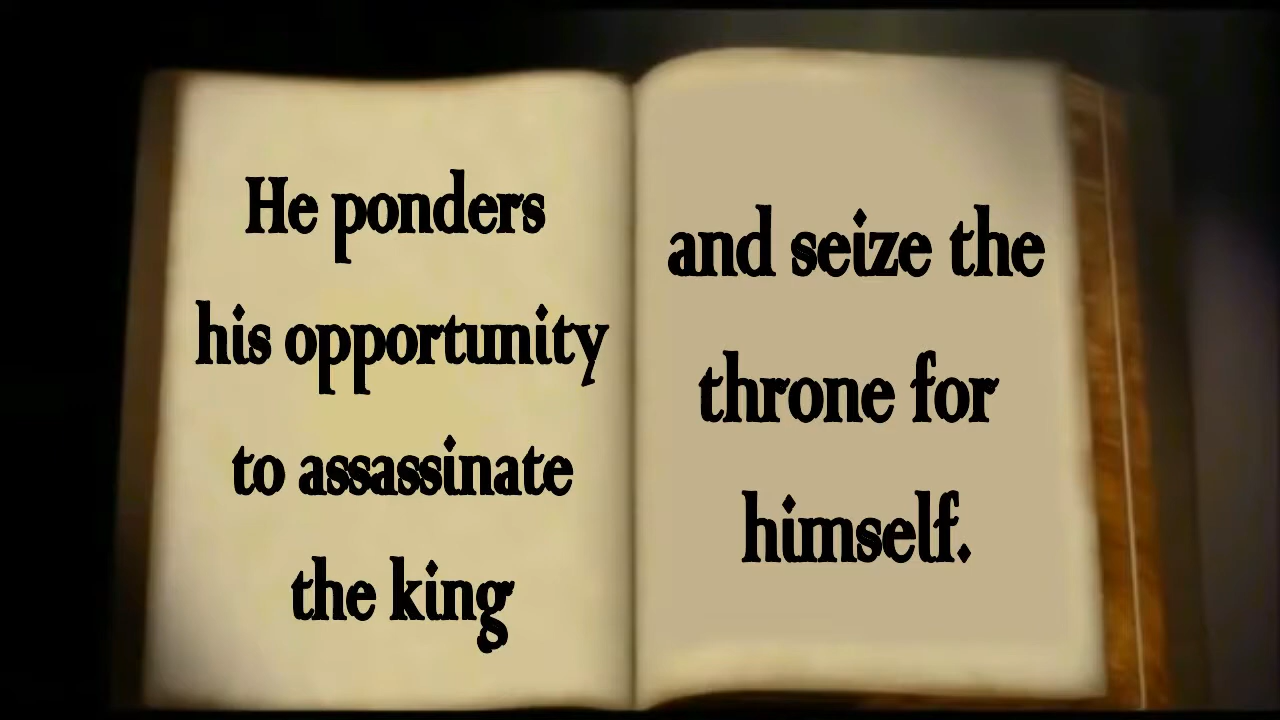 He ponders
his opportunity
to assassinate
the king
and seize the
throne for
himself.